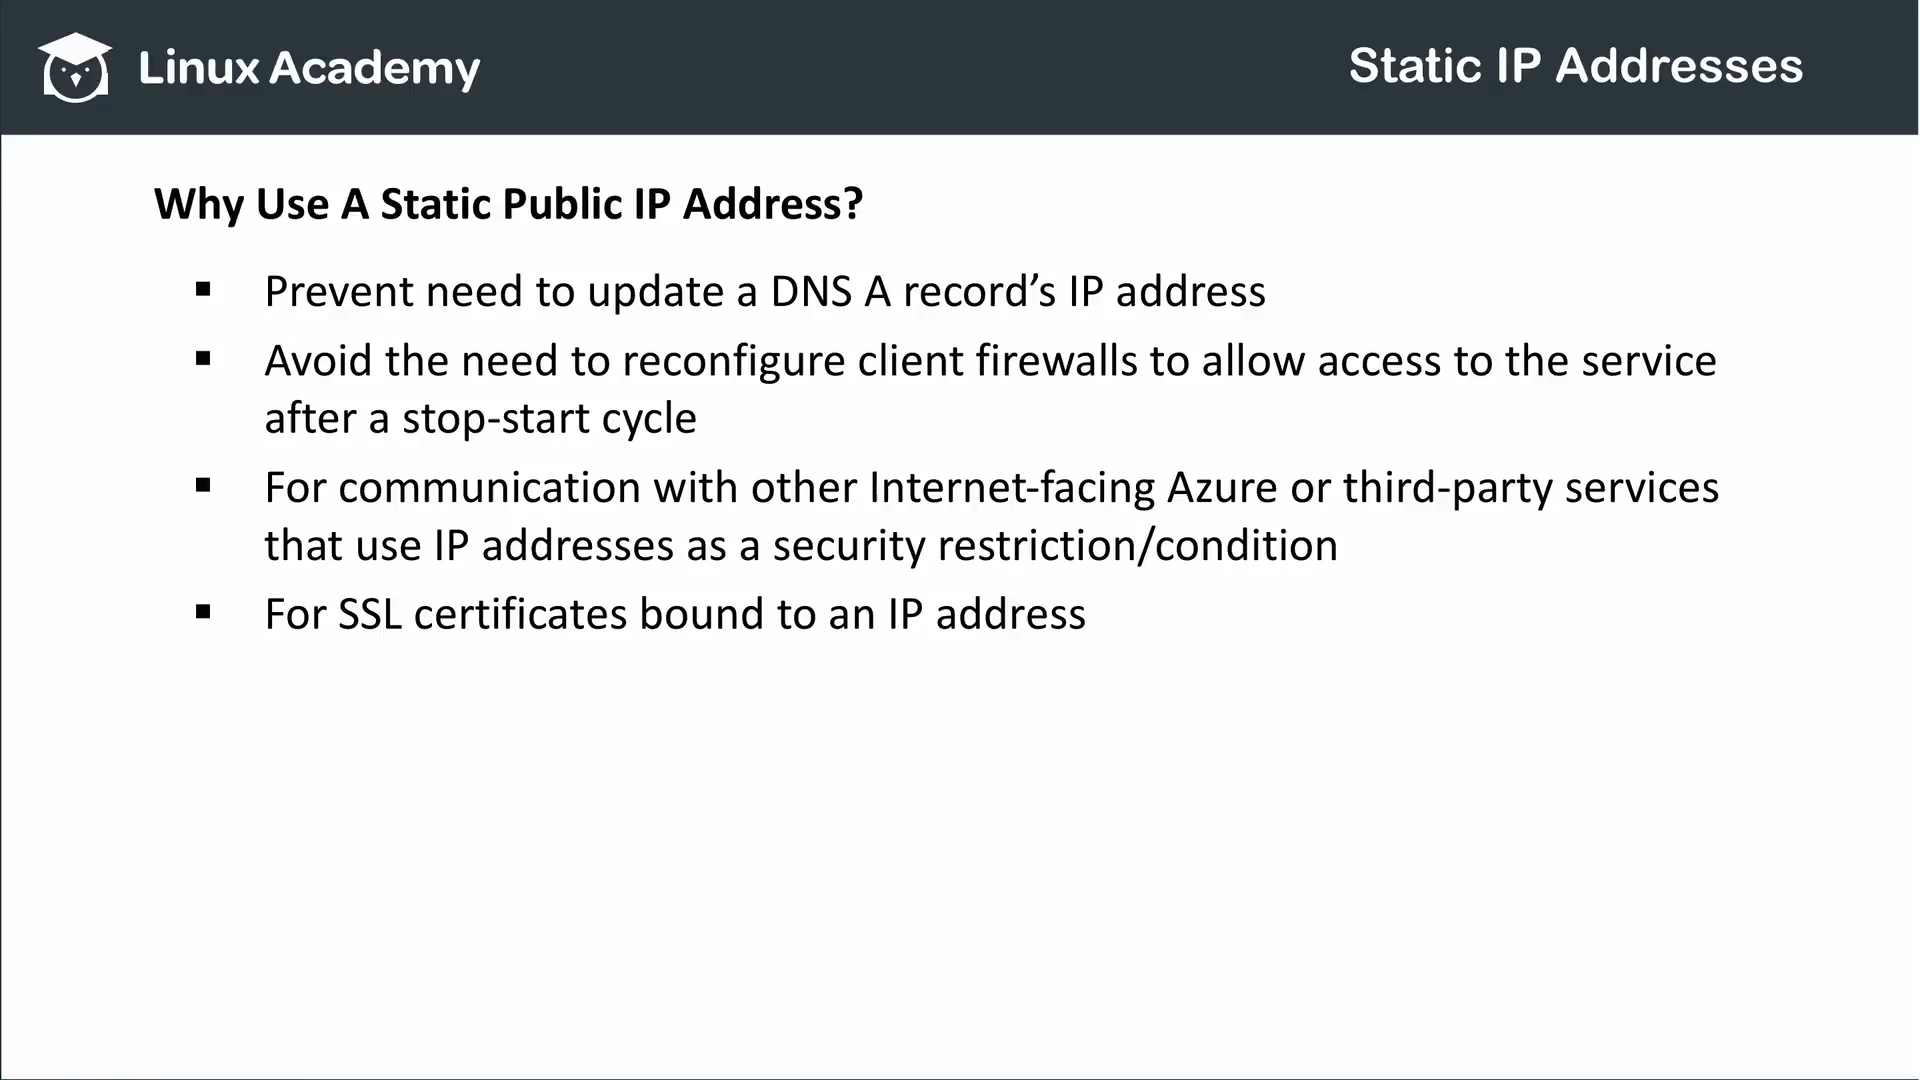 Linux Academy
Static IP Addresses
Why Use A Static Public IP Address?
▪ Prevent need to update a DNS A record’s IP address
▪ Avoid the need to reconfigure client firewalls to allow access to the service
after a stop-start cycle
▪ For communication with other Internet-facing Azure or third-party services
that use IP addresses as a security restriction/condition
▪ For SSL certificates bound to an IP address